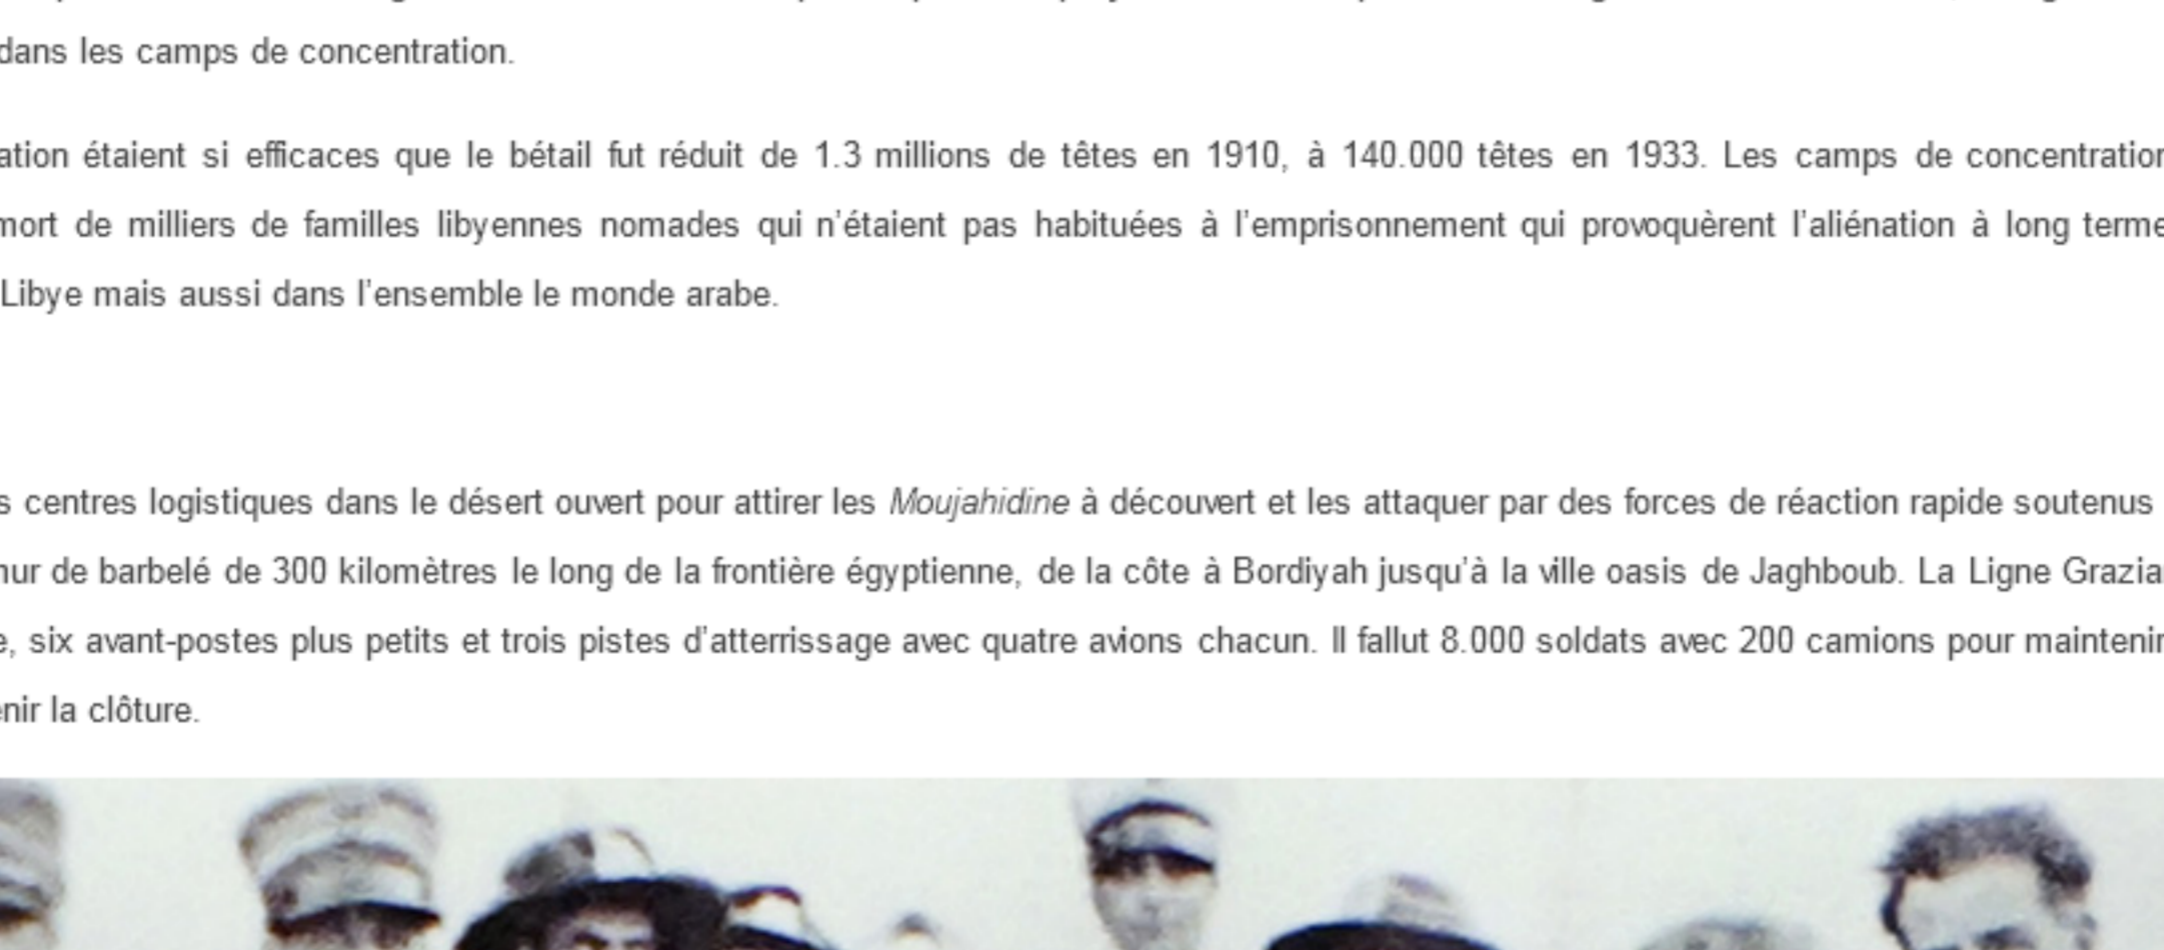 dans les camps de concentration.
ation étaient si efficaces que le bétail fut réduit de 1.3 millions de têtes en 1910, à 140.000 têtes en 1933. Les camps de concentration
mort de milliers de familles libyennes nomades qui n’étaient pas habituées à l’emprisonnement qui provoquèrent l’aliénation à long terme
Libye mais aussi dans l’ensemble le monde arabe.
s centres logistiques dans le désert ouvert pour attirer les Moujahidine à découvert et les attaquer par des forces de réaction rapide soutenus
mur de barbelé de 300 kilomètres le long de la frontière égyptienne, de la côte à Bordiyah jusqu’à la ville oasis de Jaghboub. La Ligne Grazia
e, six avant-postes plus petits et trois pistes d’atterrissage avec quatre avions chacun. Il fallut 8.000 soldats avec 200 camions pour maintenir
enir la clôture.